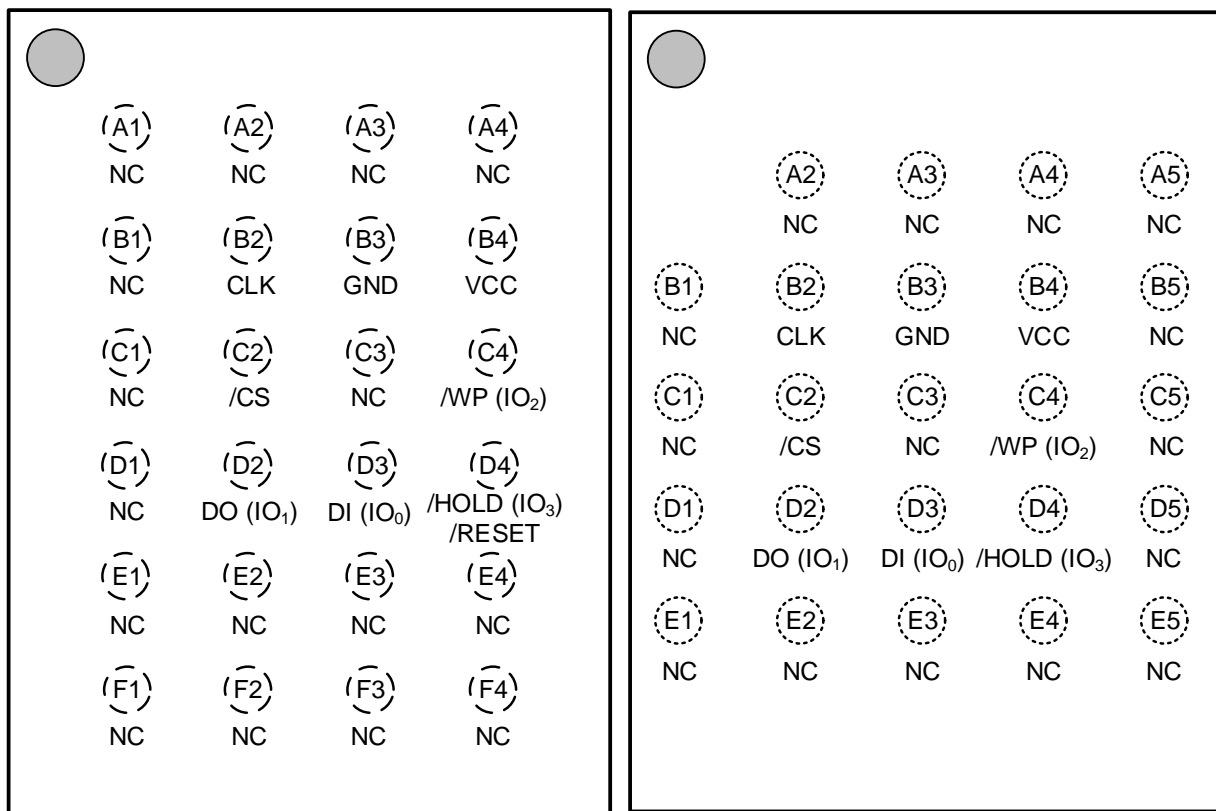 A1 A2 A3 A4
NC NC NC NC
B1 B2 B3 B4
NC CLK GND VCC
C1 C2 C3 C4
NC /CS NC /WP (IO₂)
D1 D2 D3 D4
NC DO (IO₁) DI (IO₀) /HOLD (IO₃)
/RESET
E1 E2 E3 E4
NC NC NC NC
F1 F2 F3 F4
NC NC NC NC
A2 A3 A4 A5
NC NC NC NC
B1 B2 B3 B4 B5
NC CLK GND VCC NC
C1 C2 C3 C4 C5
NC /CS NC /WP (IO₂) NC
D1 D2 D3 D4 D5
NC DO (IO₁) DI (IO₀) /HOLD (IO₃) NC
E1 E2 E3 E4 E5
NC NC NC NC NC